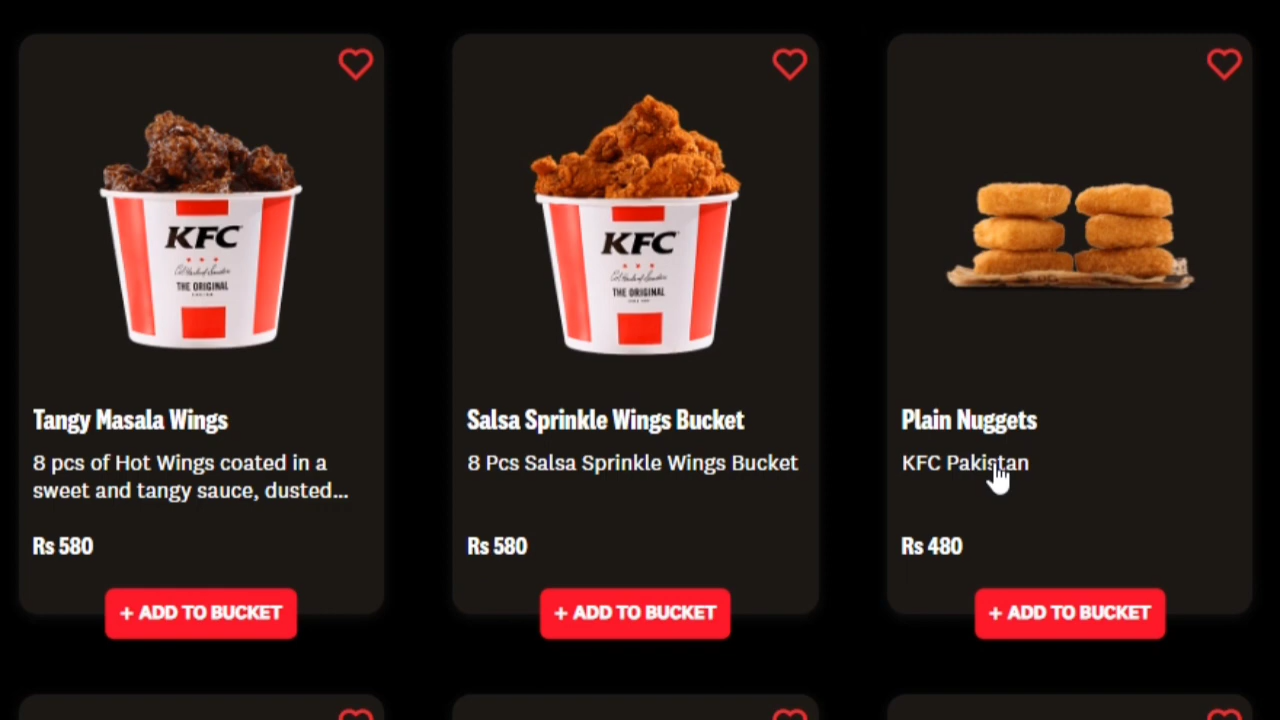 KFC
THE ORIGINAL
KFC
THE ORIGINAL
Tangy Masala Wings
8 pcs of Hot Wings coated in a
sweet and tangy sauce, dusted...
Rs 580
+ ADD TO BUCKET
Salsa Sprinkle Wings Bucket
8 Pcs Salsa Sprinkle Wings Bucket
Rs 580
+ ADD TO BUCKET
Plain Nuggets
KFC Pakistan
Rs 480
+ ADD TO BUCKET